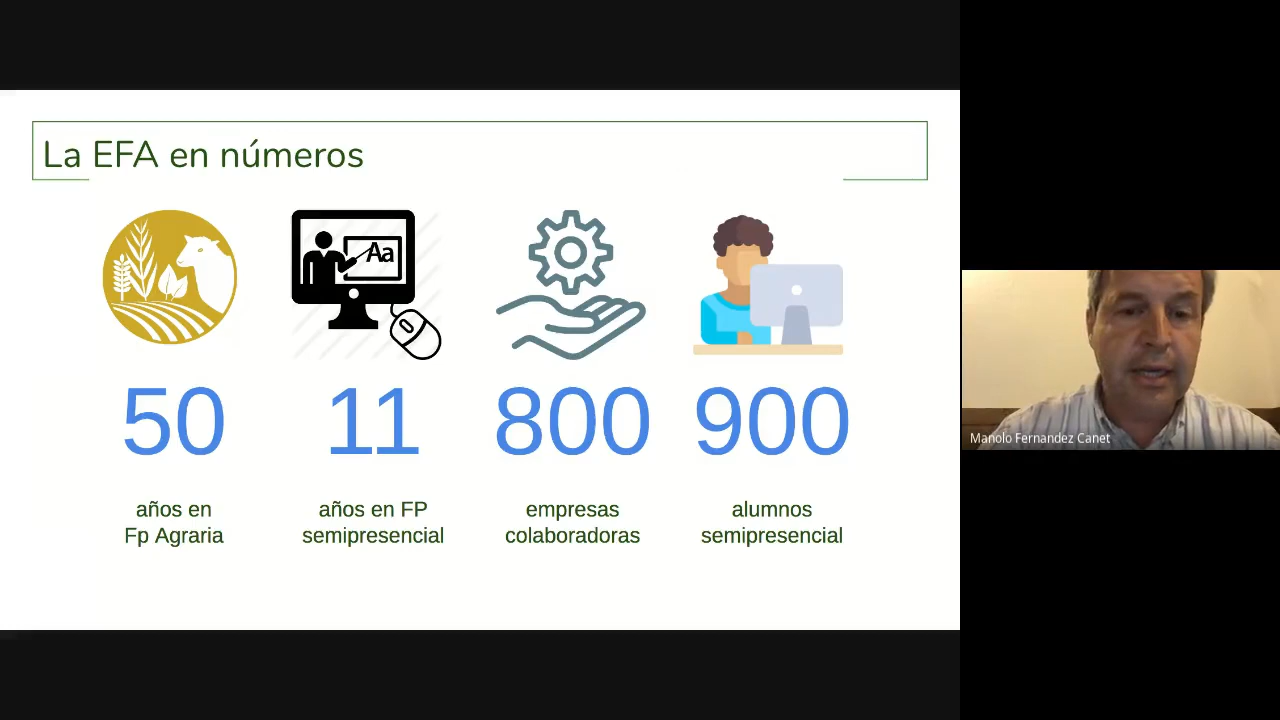 La EFA en números
Aa
50
11
800
900
años en
Fp Agraria
años en FP
semipresencial
empresas
colaboradoras
alumnos
semipresencial
Manolo Fernandez Canet